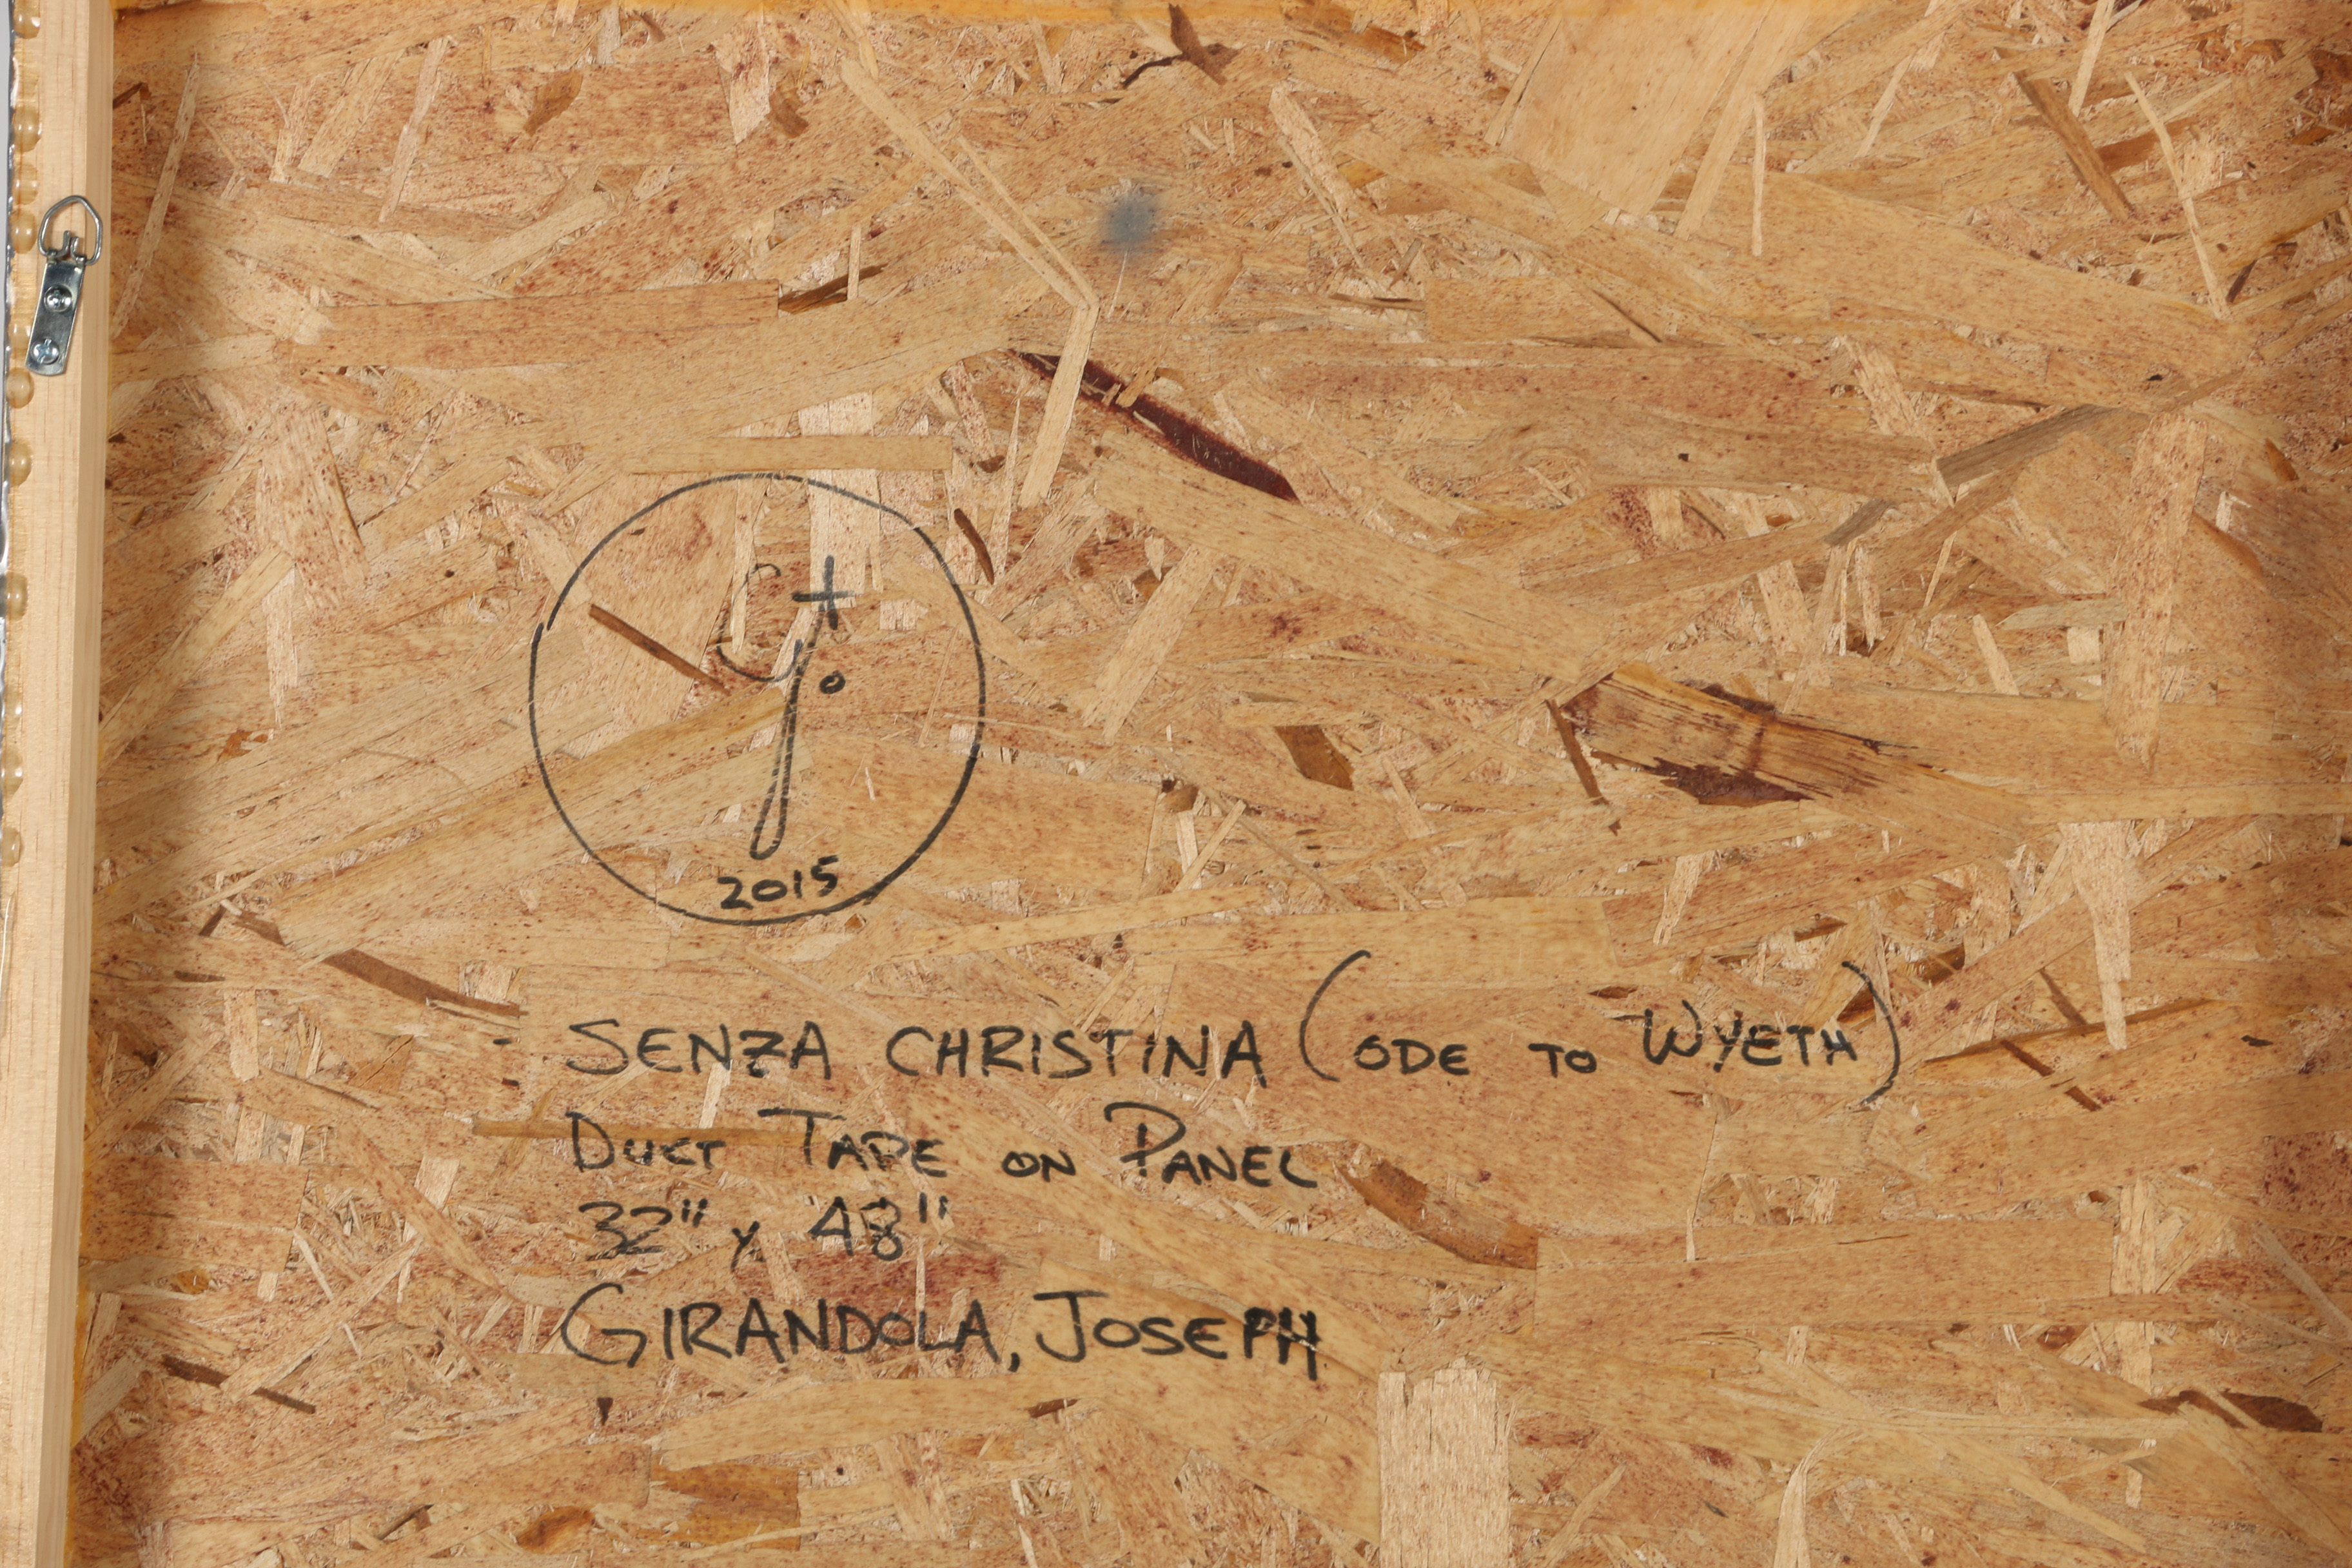 2015
SENZA CHRISTINA (ODE TO WYETH)
DUCT TAPE ON PANEL
32" x 48"
GIRANDOLA, JOSEPH